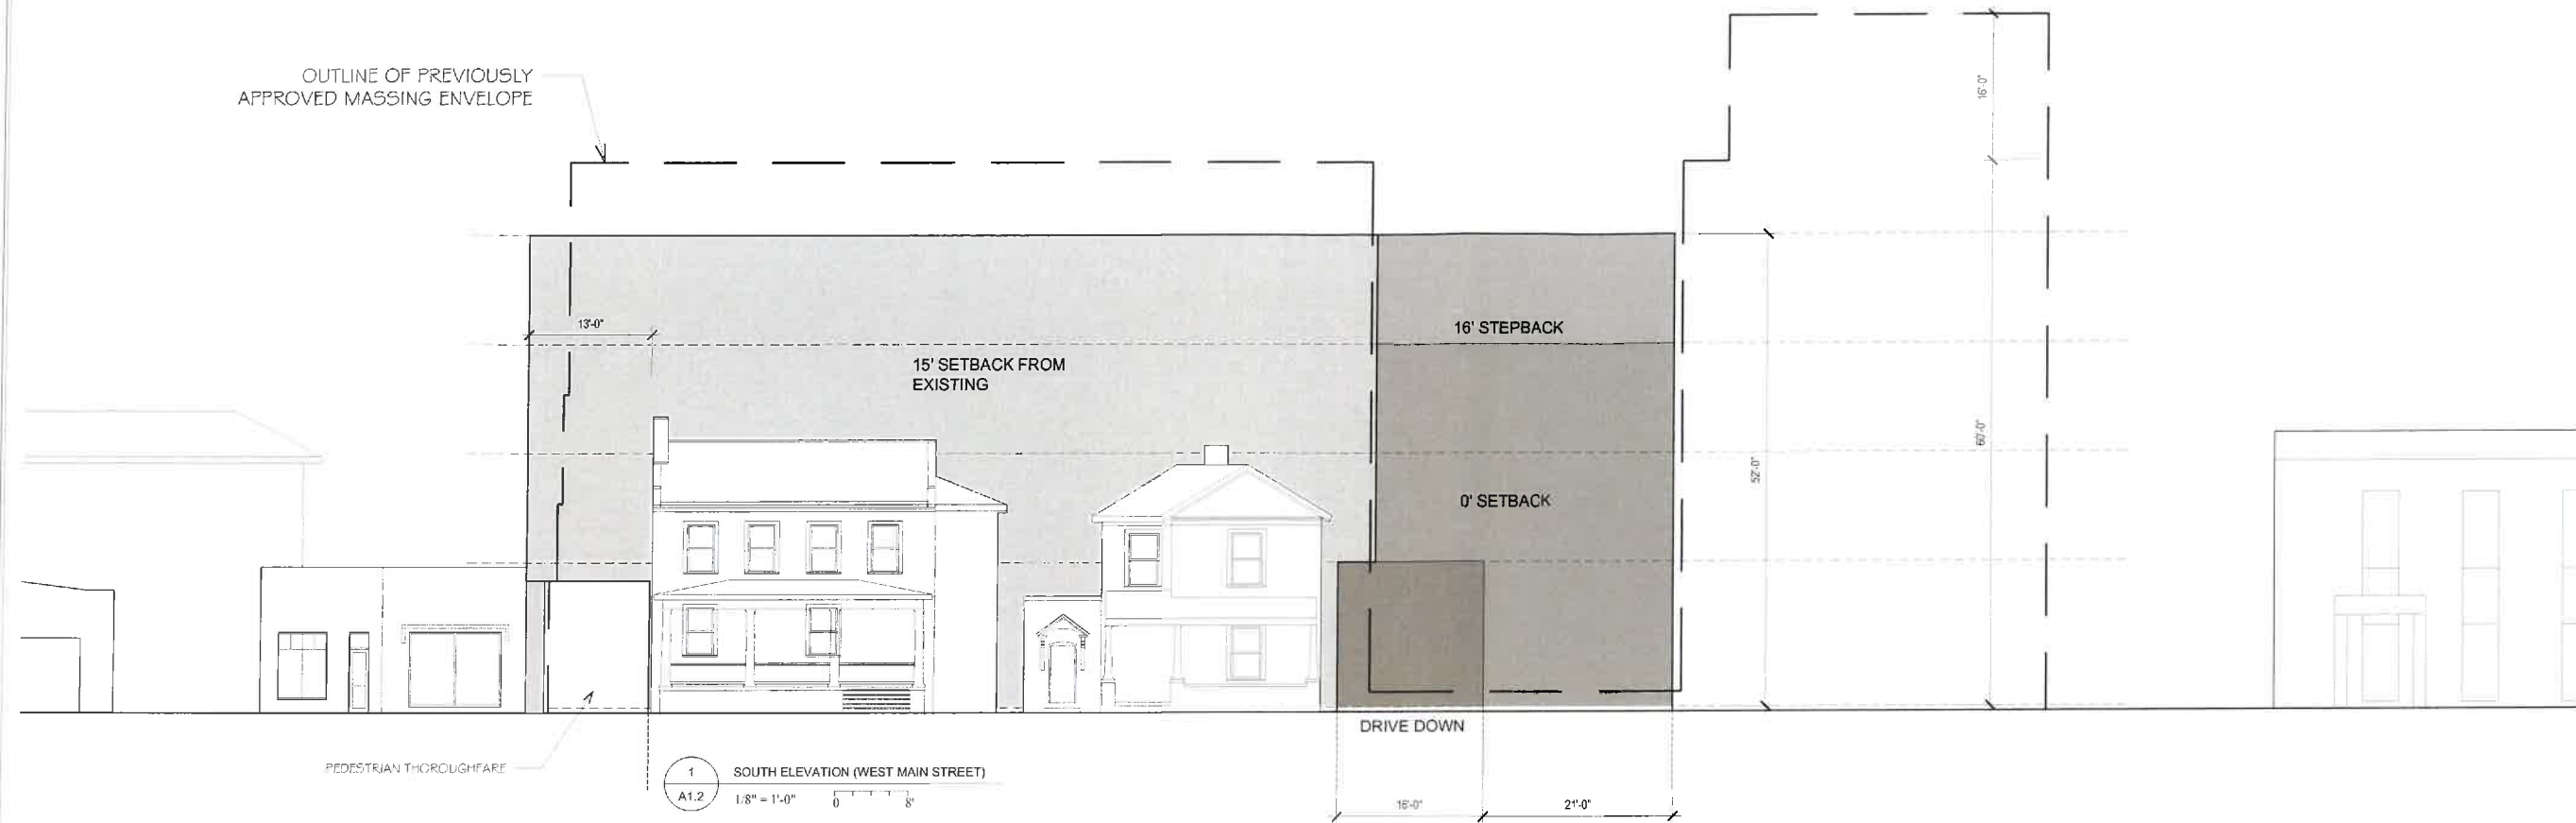 OUTLINE OF PREVIOUSLY
APPROVED MASSING ENVELOPE
16'-0"
13'-0"
16' STEPBACK
15' SETBACK FROM
EXISTING
60'-0"
52'-0"
0' SETBACK
DRIVE DOWN
PEDESTRIAN THOROUGHFARE
1
A1.2
SOUTH ELEVATION (WEST MAIN STREET)
1/8" = 1'-0"
0
8'
16'-0"
21'-0"